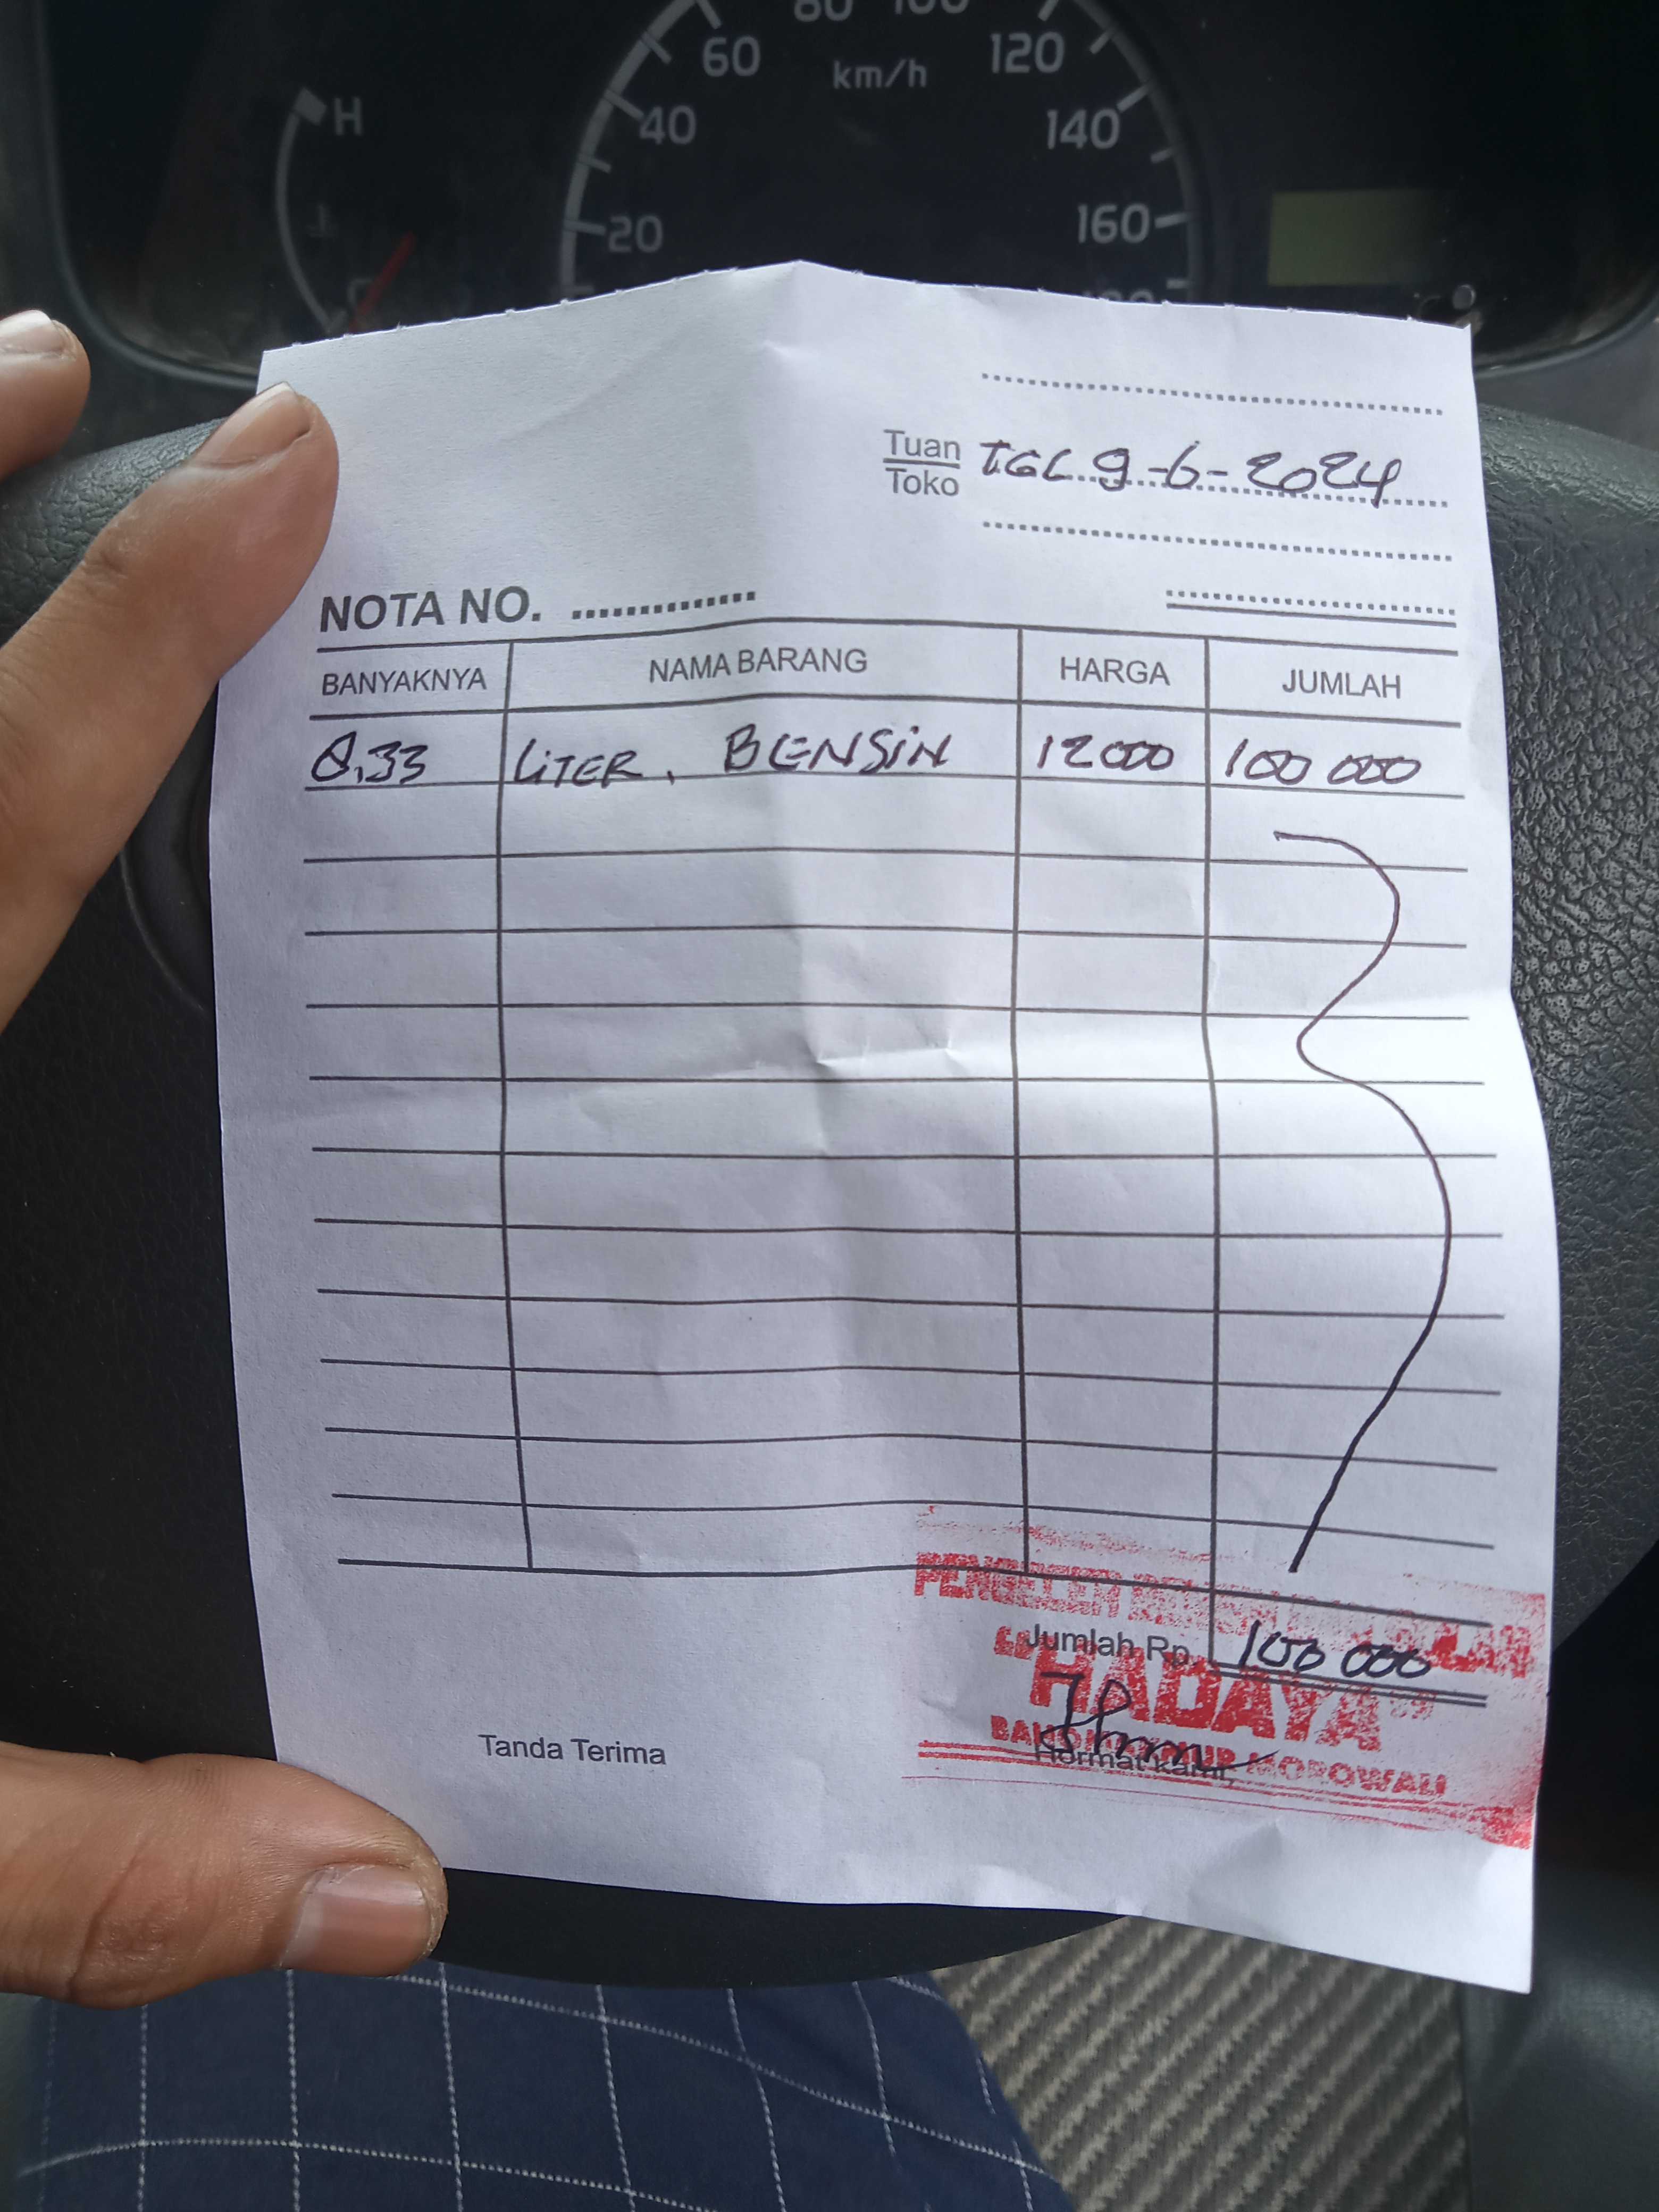 80 100
60 km/h 120
H 40 140
20 160
C
Tuan TGL 9-6-2024
Toko
NOTA NO. ...............
BANYAKNYA NAMA BARANG HARGA JUMLAH
8,33 LITER. BENSIN 12000 100 000
Jumlah Rp. 100 000
"HADAYA"
MOROWALI
Tanda Terima Hormat kami,